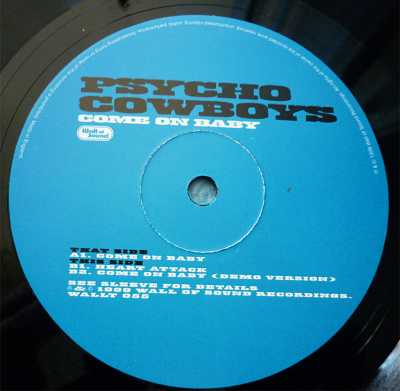 PSYCHO
COWBOYS
COME ON BABY
Wall of
Sound
THAT SIDE
A1. COME ON BABY
THIS SIDE
B1. HEART ATTACK
B2. COME ON BABY (DEMO VERSION)
SEE SLEEVE FOR DETAILS
℗ & © 1999 WALL OF SOUND RECORDINGS.
WALLT 055